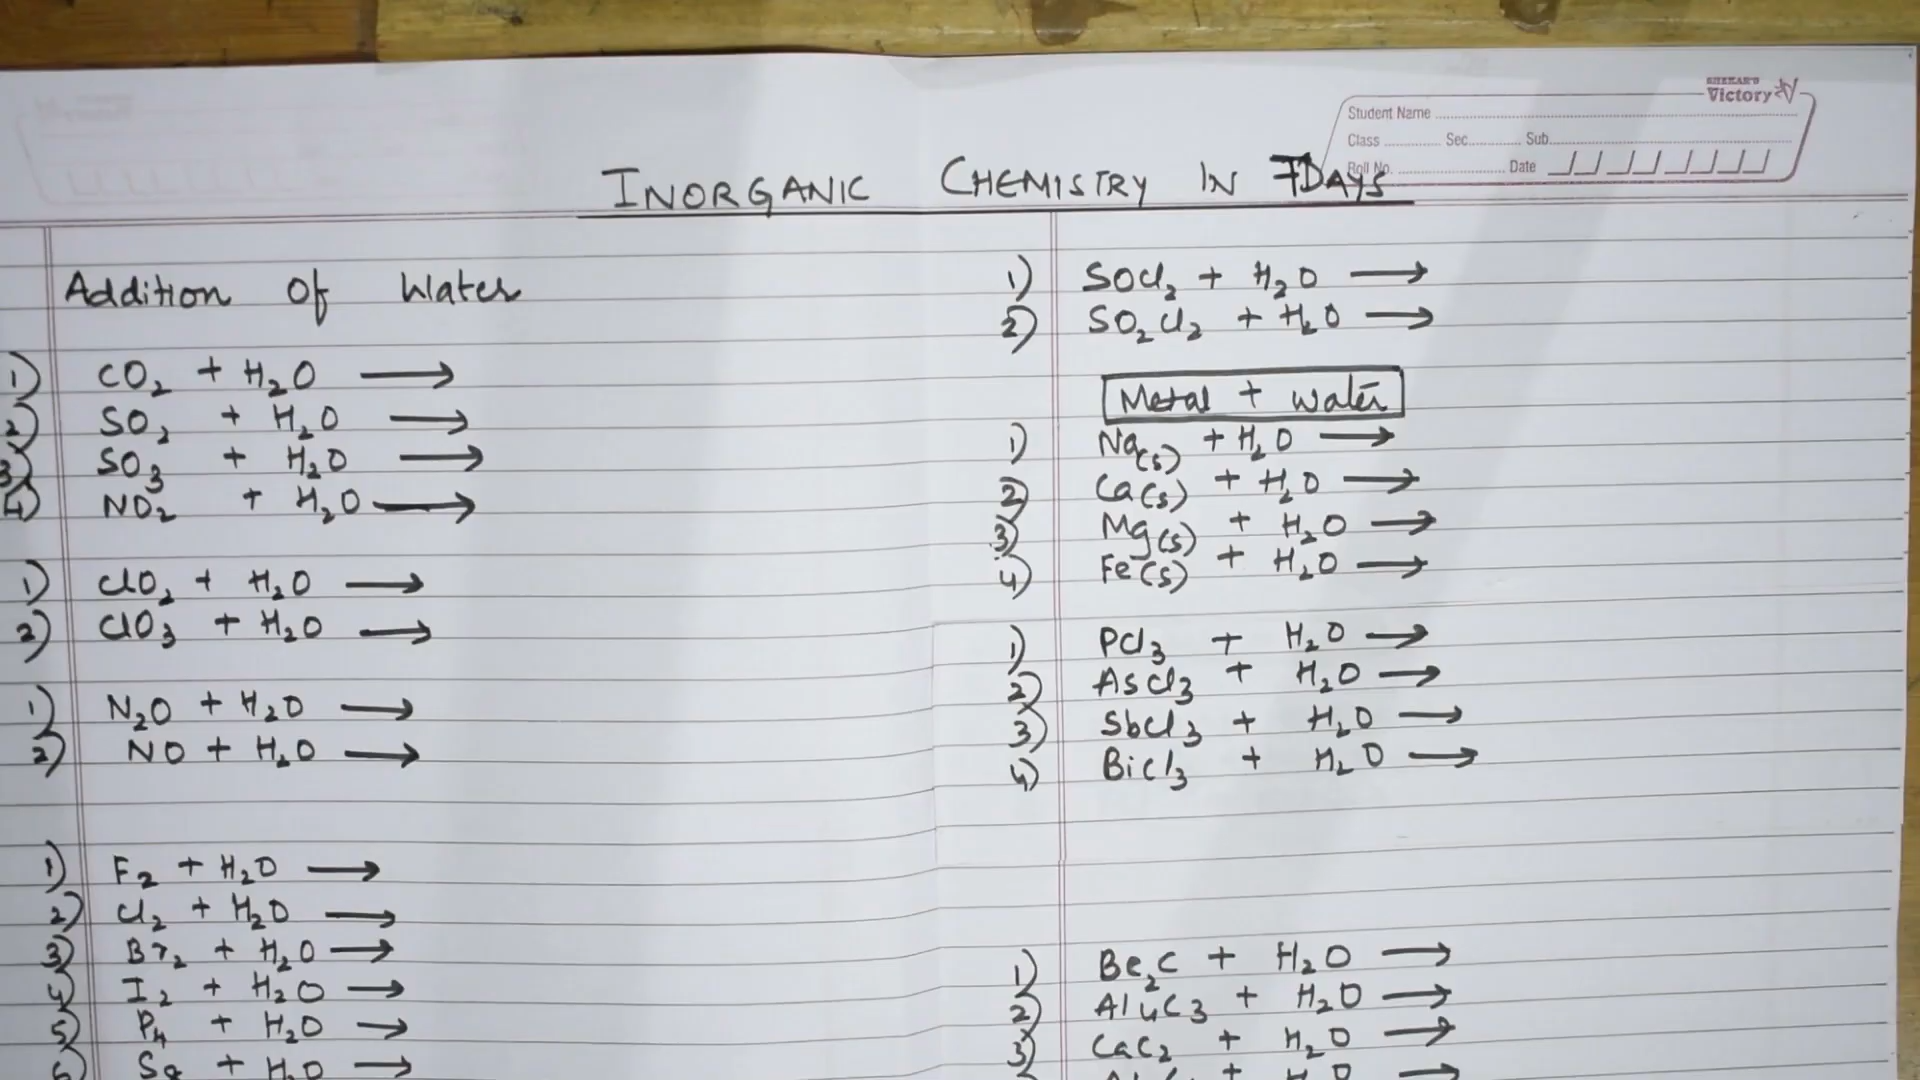 SHEKAR'S
Victory
Student Name
Class Sec. Sub.
Roll No. Date
INORGANIC CHEMISTRY IN 7DAYS
Addition Of Water
1) CO2 + H2O →
2) SO2 + H2O →
3) SO3 + H2O →
4) NO2 + H2O →
1) ClO2 + H2O →
2) ClO3 + H2O →
1) N2O + H2O →
2) NO + H2O →
1) F2 + H2O →
2) Cl2 + H2O →
3) Br2 + H2O →
4) I2 + H2O →
5) P4 + H2O →
6) S8 + H2O →
1) SOCl2 + H2O →
2) SO2Cl2 + H2O →
Metal + Water
1) Na(s) + H2O →
2) Ca(s) + H2O →
3) Mg(s) + H2O →
4) Fe(s) + H2O →
1) PCl3 + H2O →
2) AsCl3 + H2O →
3) SbCl3 + H2O →
4) BiCl3 + H2O →
1) Be2C + H2O →
2) Al4C3 + H2O →
3) CaC2 + H2O →